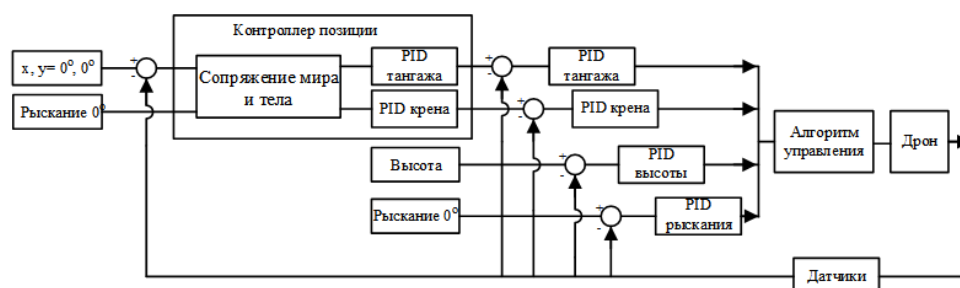 Контроллер позиции
x, y= 0°, 0°
+
-
Сопряжение мира
и тела
PID
тангажа
+
-
PID
тангажа
Рыскание 0°
PID крена
+
-
PID крена
Алгоритм
управления
Дрон
Высота
+
-
PID
высоты
Рыскание 0°
+
-
PID
рыскания
Датчики